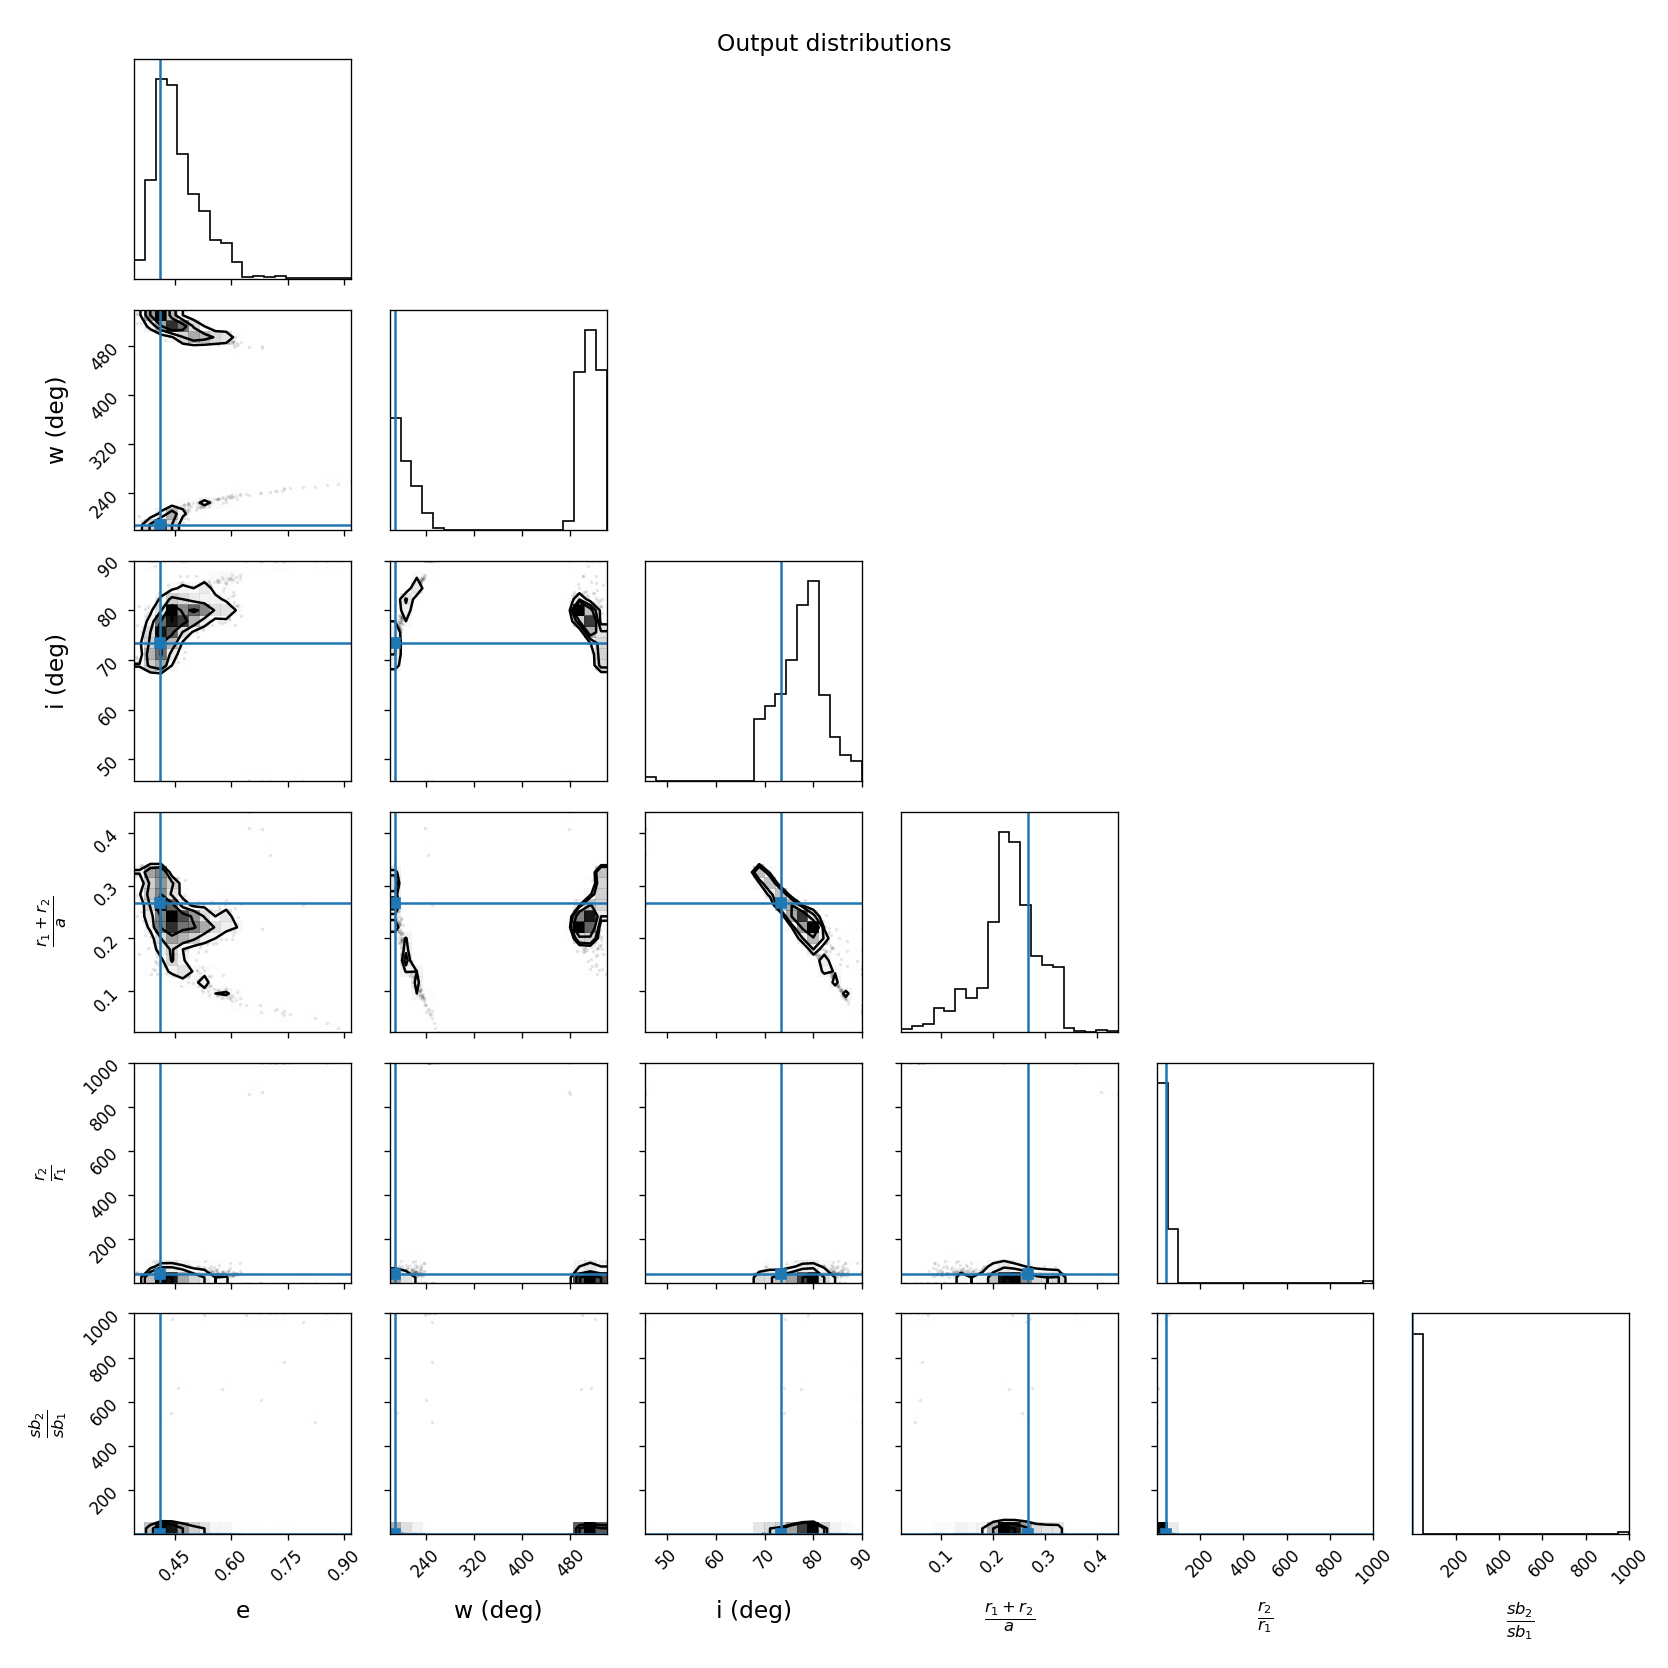 Output distributions
w (deg)
480
400
320
240
i (deg)
90
80
70
60
50
r₁ + r₂
a
0.4
0.3
0.2
0.1
r₂
r₁
1000
800
600
400
200
sb₂
sb₁
1000
800
600
400
200
0.45 0.60 0.75 0.90 240 320 400 480 50 60 70 80 90 0.1 0.2 0.3 0.4 200 400 600 800 1000 200 400 600 800 1000
e w (deg) i (deg) r₁ + r₂ r₂ sb₂
a r₁ sb₁